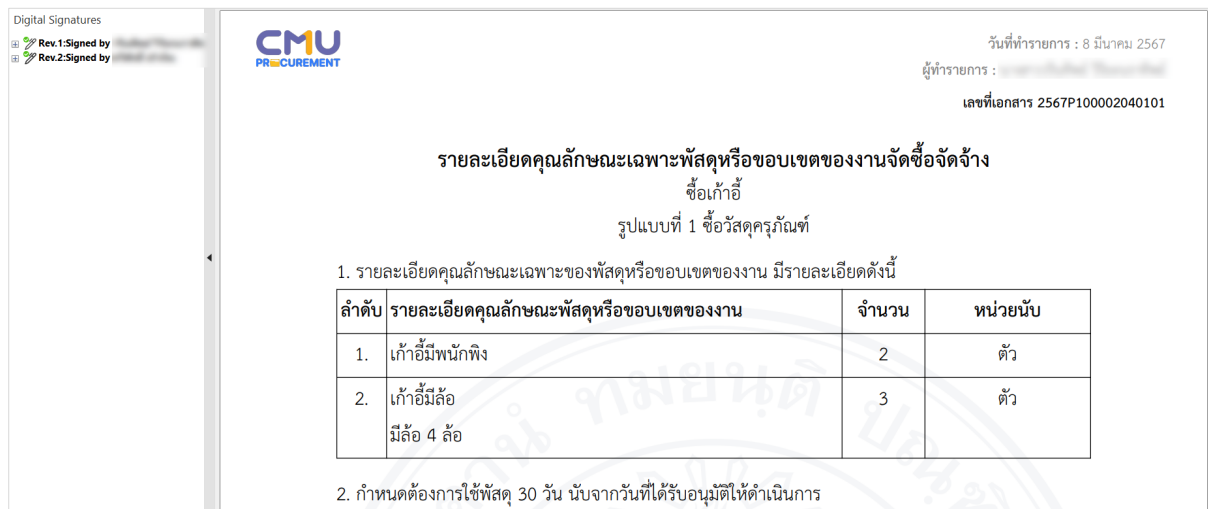 Digital Signatures
Rev.1:Signed by
Rev.2:Signed by
CMU
PROCUREMENT
วันที่ทำรายการ : 8 มีนาคม 2567
ผู้ทำรายการ :
เลขที่เอกสาร 2567P100002040101
รายละเอียดคุณลักษณะเฉพาะพัสดุหรือขอบเขตของงานจัดซื้อจัดจ้าง
ซื้อเก้าอี้
รูปแบบที่ 1 ซื้อวัสดุครุภัณฑ์
1. รายละเอียดคุณลักษณะเฉพาะของพัสดุหรือขอบเขตของงาน มีรายละเอียดดังนี้
ลำดับ รายละเอียดคุณลักษณะพัสดุหรือขอบเขตของงาน จำนวน หน่วยนับ
1. เก้าอี้มีพนักพิง 2 ตัว
2. เก้าอี้มีล้อ 3 ตัว
มีล้อ 4 ล้อ
2. กำหนดต้องการใช้พัสดุ 30 วัน นับจากวันที่ได้รับอนุมัติให้ดำเนินการ